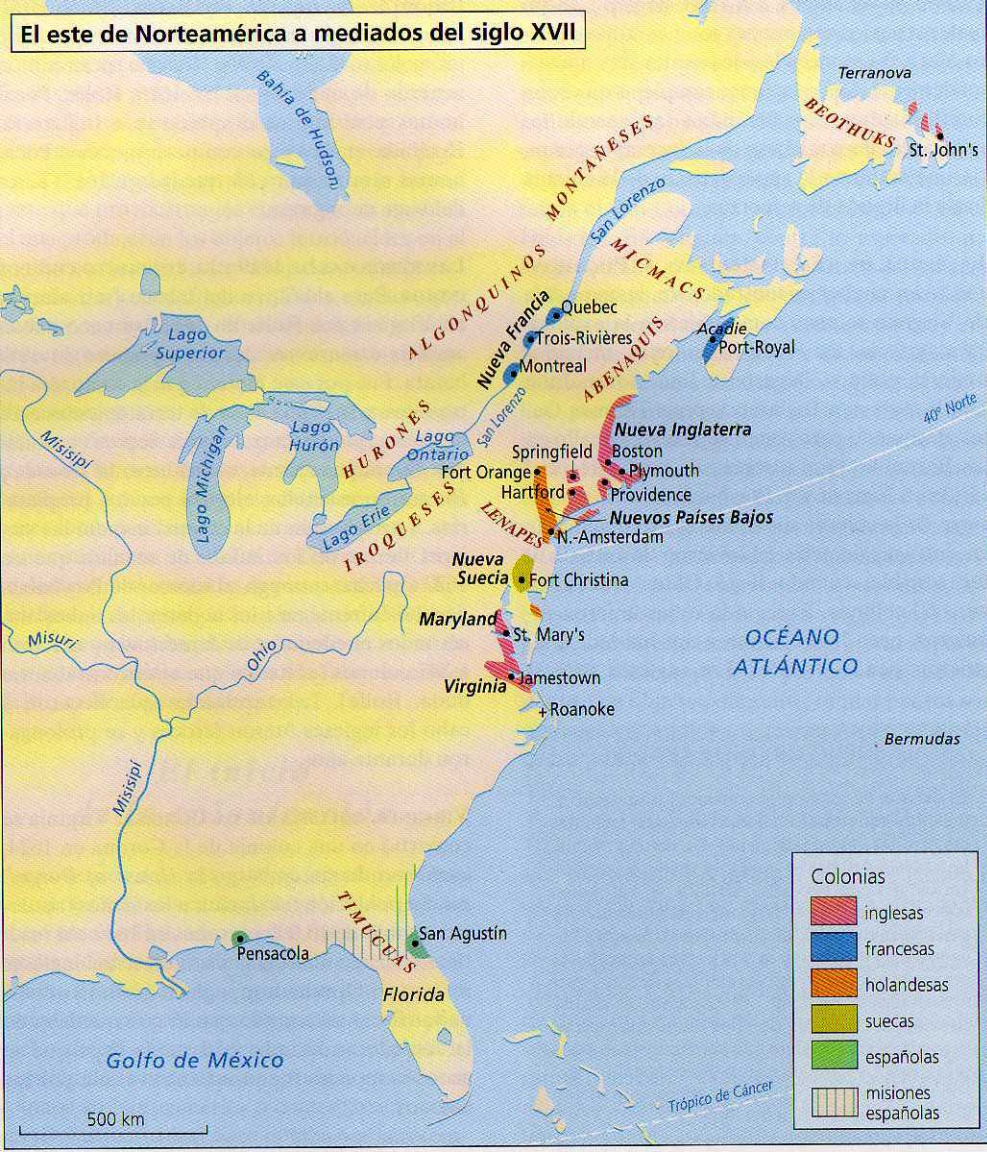 El este de Norteamérica a mediados del siglo XVII
Bahía de Hudson
Terranova
BEOTHUKS
St. John's
MONTAÑESES
San Lorenzo
MICMACS
ALGONQUINOS
Nueva Francia
Quebec
Trois-Rivières
Montreal
Acadie
Port-Royal
ABENAQUIS
Lago
Superior
Lago Michigan
Lago
Hurón
HURONES
Lago
Ontario
San Lorenzo
40º Norte
Misisipí
Nueva Inglaterra
Springfield
Boston
Fort Orange
Plymouth
Hartford
Providence
Lago Erie
IROQUESES
LENAPES
Nuevos Países Bajos
N.-Amsterdam
Nueva
Suecia
Fort Christina
Maryland
St. Mary's
Misuri
Ohio
OCÉANO
ATLÁNTICO
Virginia
Jamestown
Roanoke
Bermudas
Misisipí
TIMUCUAS
San Agustín
Pensacola
Florida
Golfo de México
Trópico de Cáncer
500 km
Colonias
inglesas
francesas
holandesas
suecas
españolas
misiones
españolas